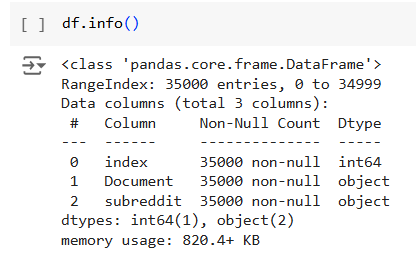 [ ] df.info()
<class 'pandas.core.frame.DataFrame'>
RangeIndex: 35000 entries, 0 to 34999
Data columns (total 3 columns):
 #   Column     Non-Null Count  Dtype
---  ------     --------------  -----
 0   index      35000 non-null  int64
 1   Document   35000 non-null  object
 2   subreddit  35000 non-null  object
dtypes: int64(1), object(2)
memory usage: 820.4+ KB